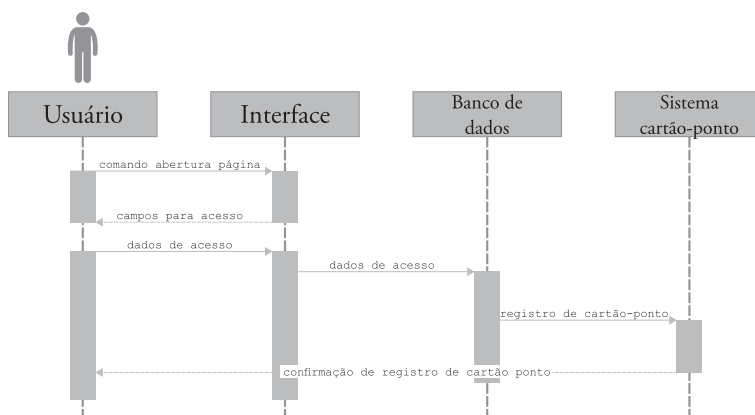 Usuário
Interface
Banco de
dados
Sistema
cartão-ponto
comando abertura página
campos para acesso
dados de acesso
dados de acesso
registro de cartão-ponto
confirmação de registro de cartão ponto